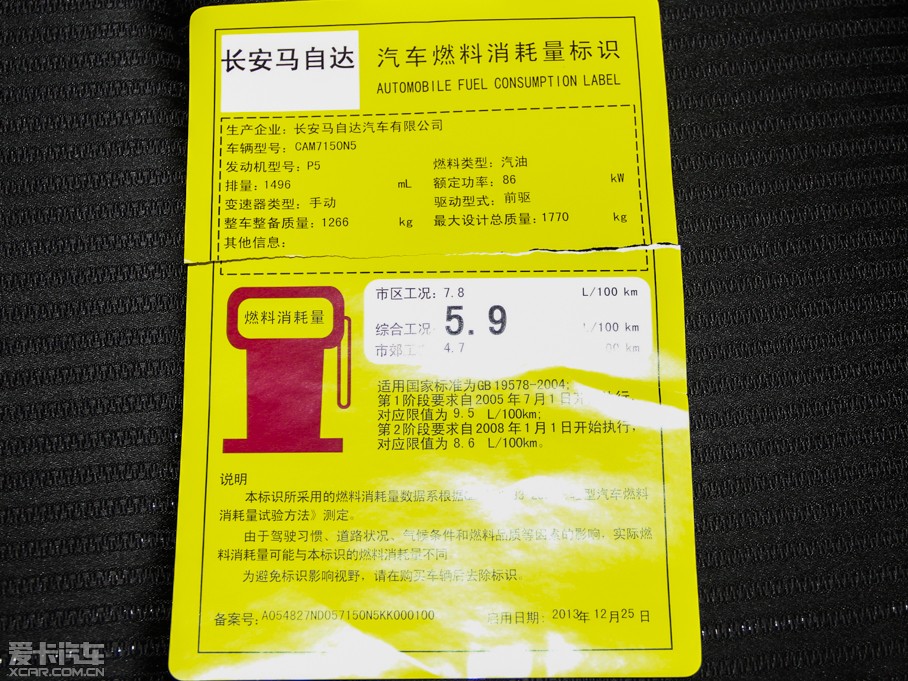 长安马自达
汽车燃料消耗量标识
AUTOMOBILE FUEL CONSUMPTION LABEL
生产企业: 长安马自达汽车有限公司
车辆型号: CAM7150N5
发动机型号: P5 燃料类型: 汽油
排量: 1496 mL 额定功率: 86 kW
变速器类型: 手动 驱动型式: 前驱
整车整备质量: 1266 kg 最大设计总质量: 1770 kg
其他信息:
燃料消耗量
市区工况: 7.8 L/100 km
综合工况 5.9 L/100 km
市郊工 4.7 00 km
适用国家标准为GB19578-2004;
第1阶段要求自2005年7月1日开 执行,
对应限值为 9.5 L/100km;
第2阶段要求自2008年1月1日开始执行,
对应限值为 8.6 L/100km。
说明
本标识所采用的燃料消耗量数据系根据 型汽车燃料
消耗量试验方法》测定。
由于驾驶习惯、道路状况、气候条件和燃料品质等因素的影响, 实际燃
料消耗量可能与本标识的燃料消耗量不同
为避免标识影响视野, 请在购买车辆后去除标识。
备案号: A054827ND057150N5KK000100 启用日期: 2013年12月25日
爱卡汽车
XCAR.COM.CN